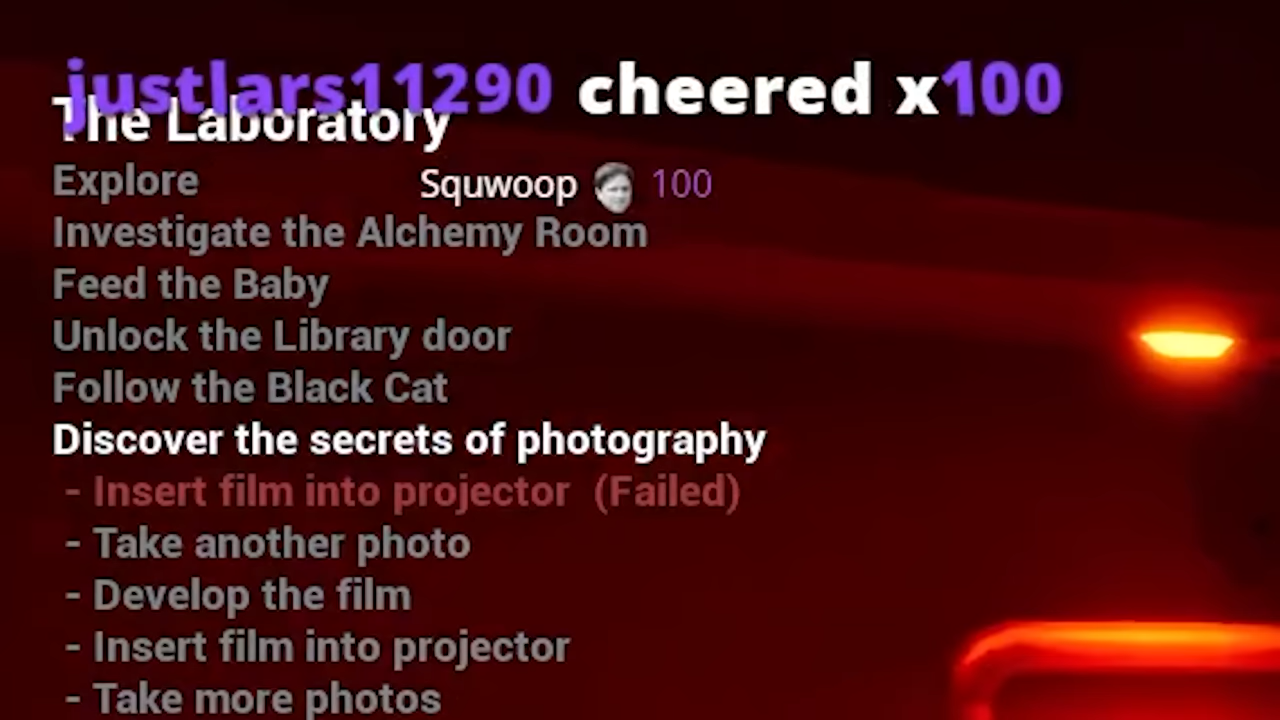 justlars11290 cheered x100
The Laboratory
Explore
Squwoop 100
Investigate the Alchemy Room
Feed the Baby
Unlock the Library door
Follow the Black Cat
Discover the secrets of photography
- Insert film into projector (Failed)
- Take another photo
- Develop the film
- Insert film into projector
- Take more photos